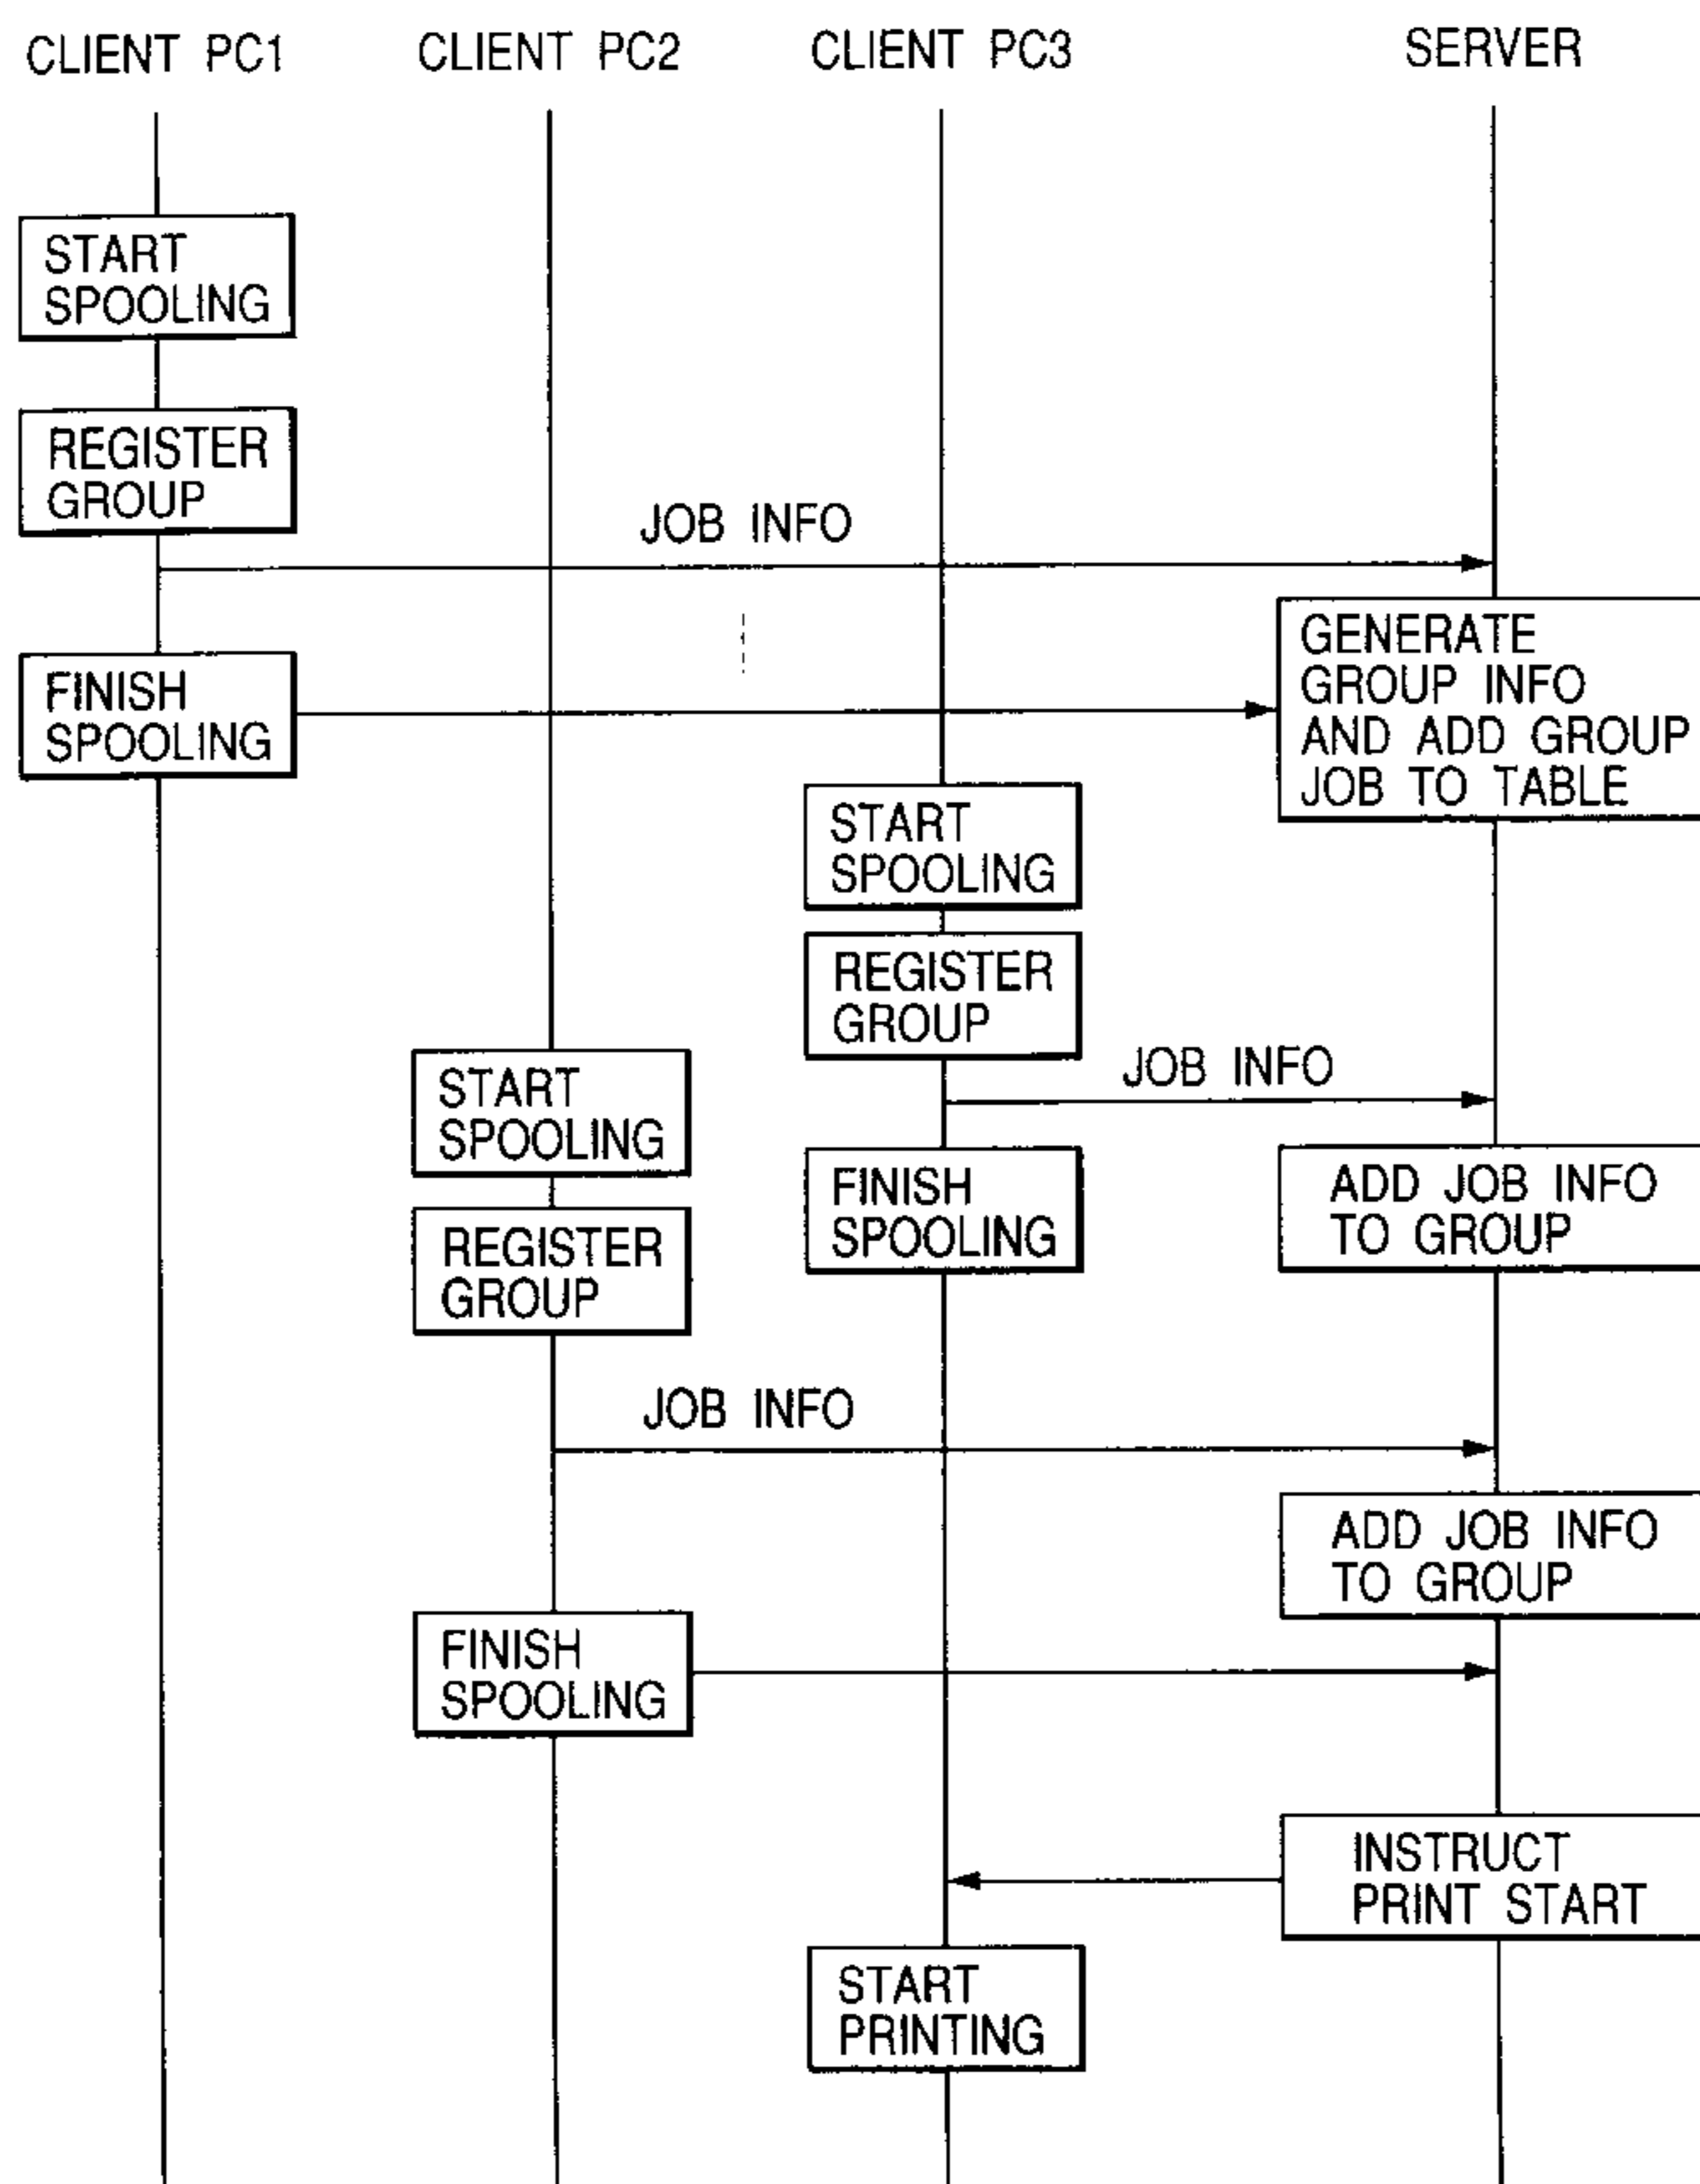 CLIENT PC1
CLIENT PC2
CLIENT PC3
SERVER
START
SPOOLING
REGISTER
GROUP
JOB INFO
GENERATE
GROUP INFO
AND ADD GROUP
JOB TO TABLE
FINISH
SPOOLING
START
SPOOLING
REGISTER
GROUP
JOB INFO
START
SPOOLING
FINISH
SPOOLING
ADD JOB INFO
TO GROUP
REGISTER
GROUP
JOB INFO
ADD JOB INFO
TO GROUP
FINISH
SPOOLING
INSTRUCT
PRINT START
START
PRINTING